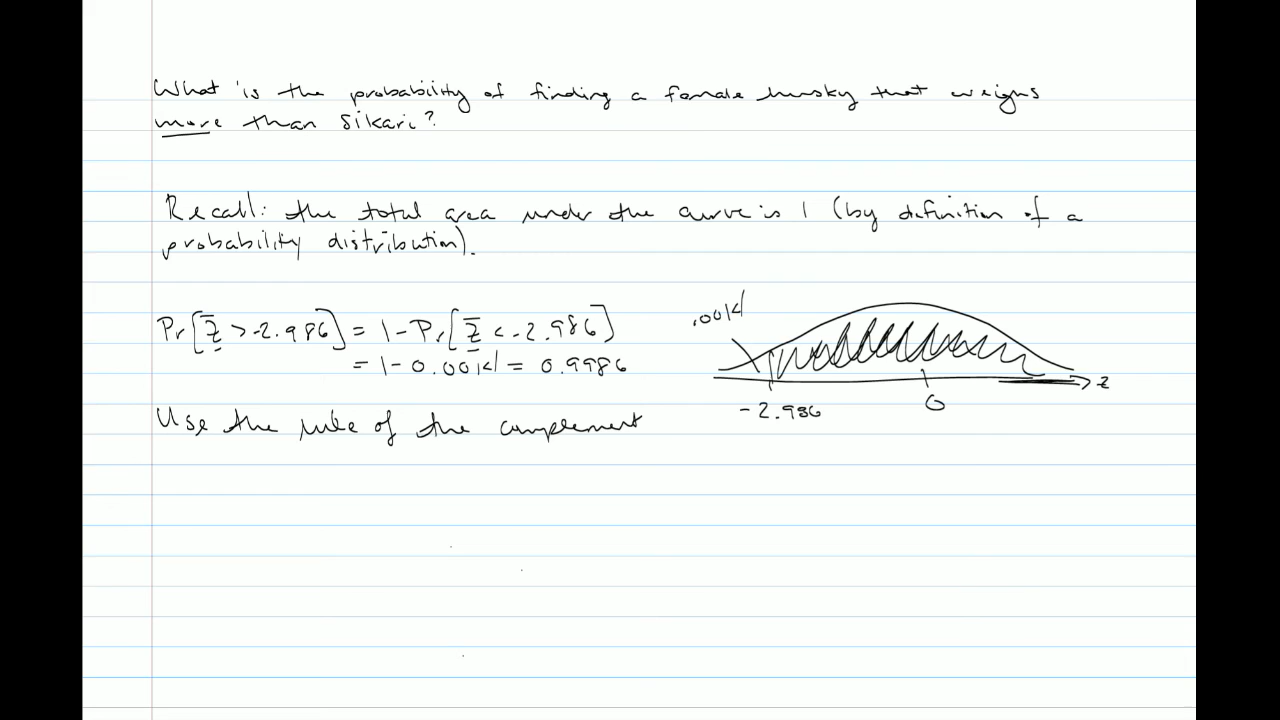 What is the probability of finding a female husky that weighs
more than Sikari?
Recall: the total area under the curve is 1 (by definition of a
probability distribution).
Pr[Z > -2.986] = 1 - Pr[Z < -2.986]
= 1 - 0.0014 = 0.9986
.0014
-2.986
0
z
Use the rule of the complement